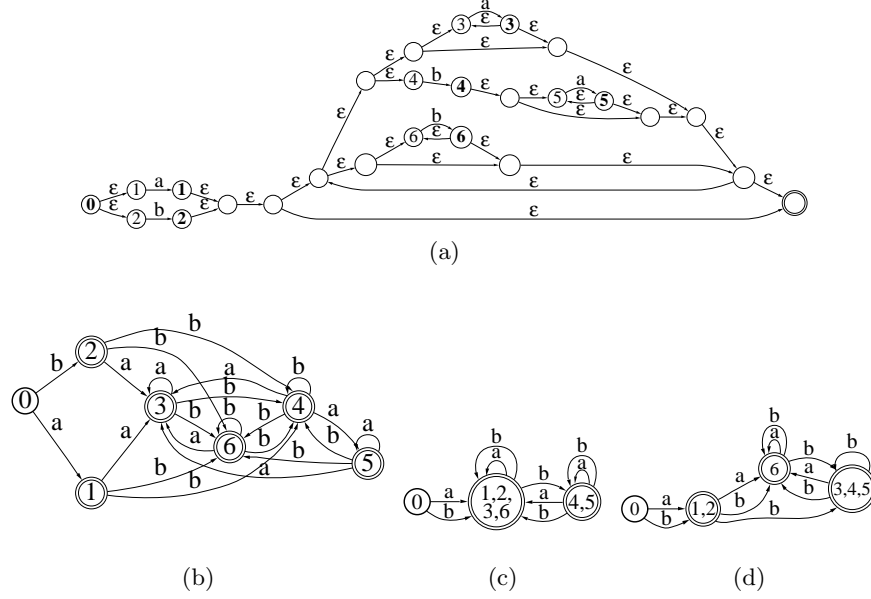 a
3 ε 3
ε ε
ε
ε ε
ε b ε a
4 4 ε 5 ε 5 ε
ε ε
ε
b
6 ε 6
ε ε
ε ε ε
ε ε ε
ε 1 a 1 ε
0 ε
ε 2 b 2 ε
ε
(a)
b
2 b
b a a b
0 3 a b 4
b b b a
a a 6 b a
a b b 5
1 b b a
(b)
b
a
b
a
0 a 1,2, b a 4,5
b 3,6 b
(c)
b
a b b
6 a
a b 3,4,5
0 a 1,2 b
b b
(d)